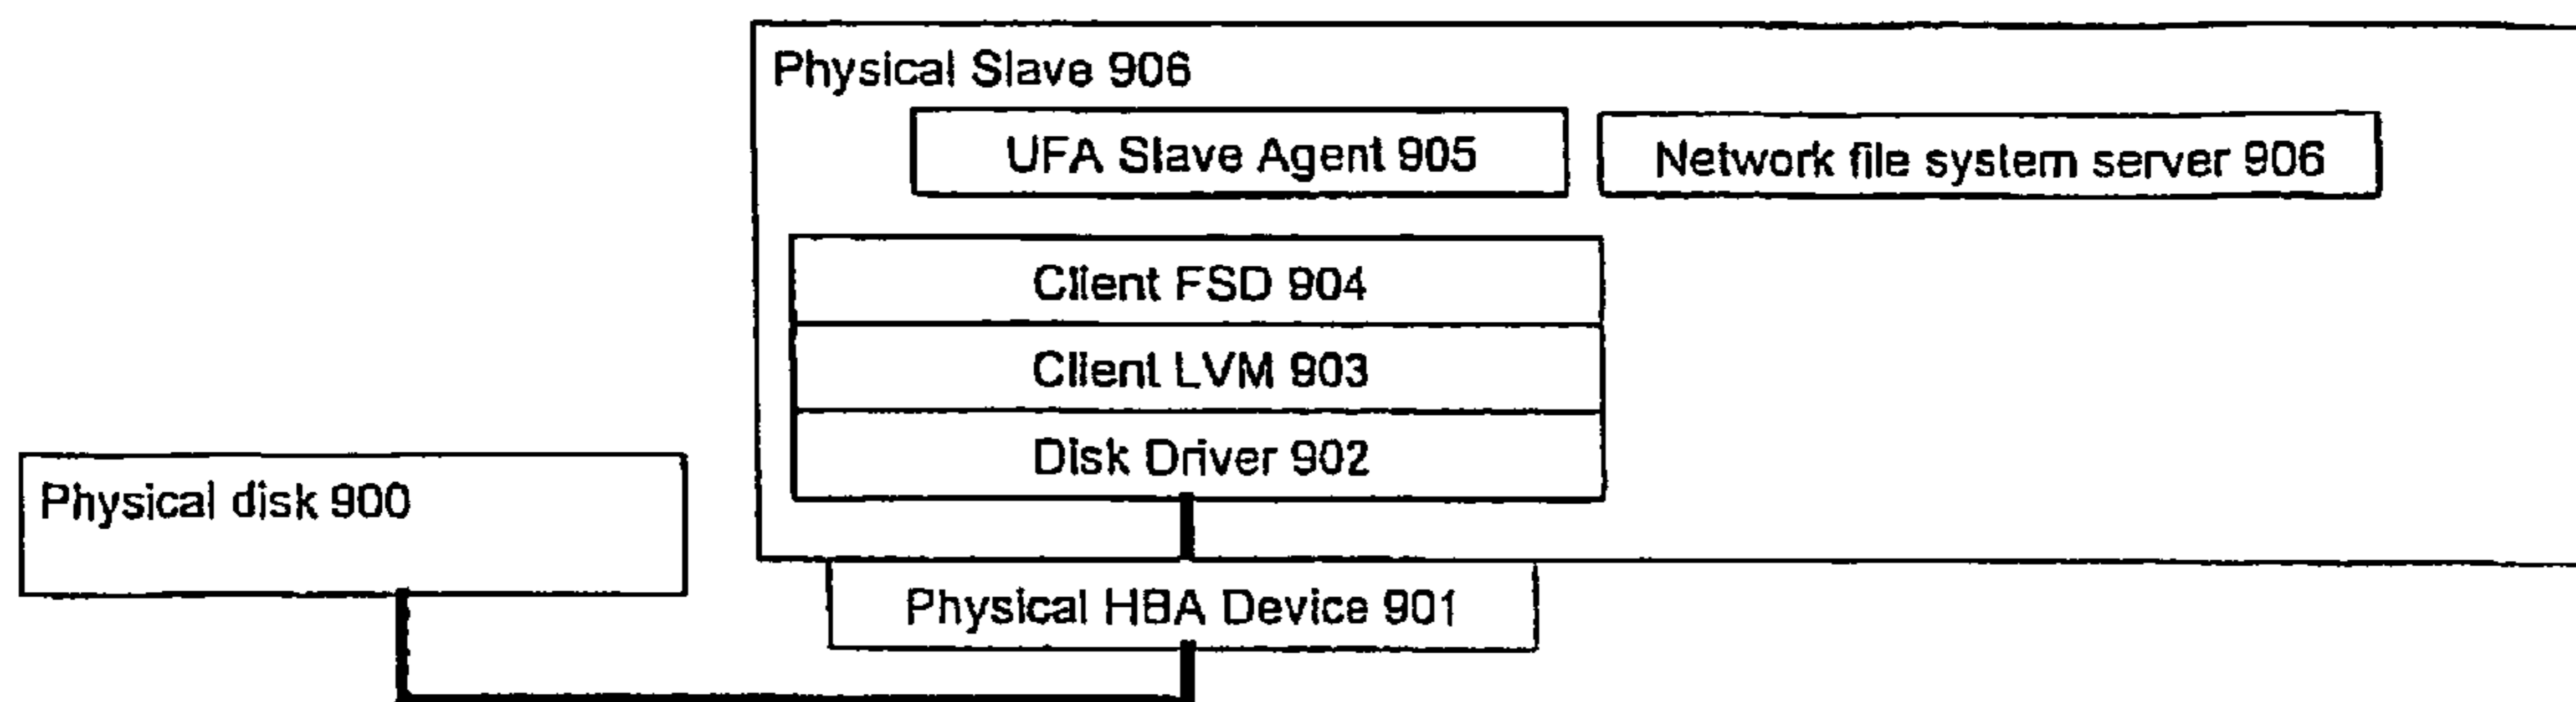 Physical Slave 906
UFA Slave Agent 905
Network file system server 906
Client FSD 904
Client LVM 903
Disk Driver 902
Physical disk 900
Physical HBA Device 901